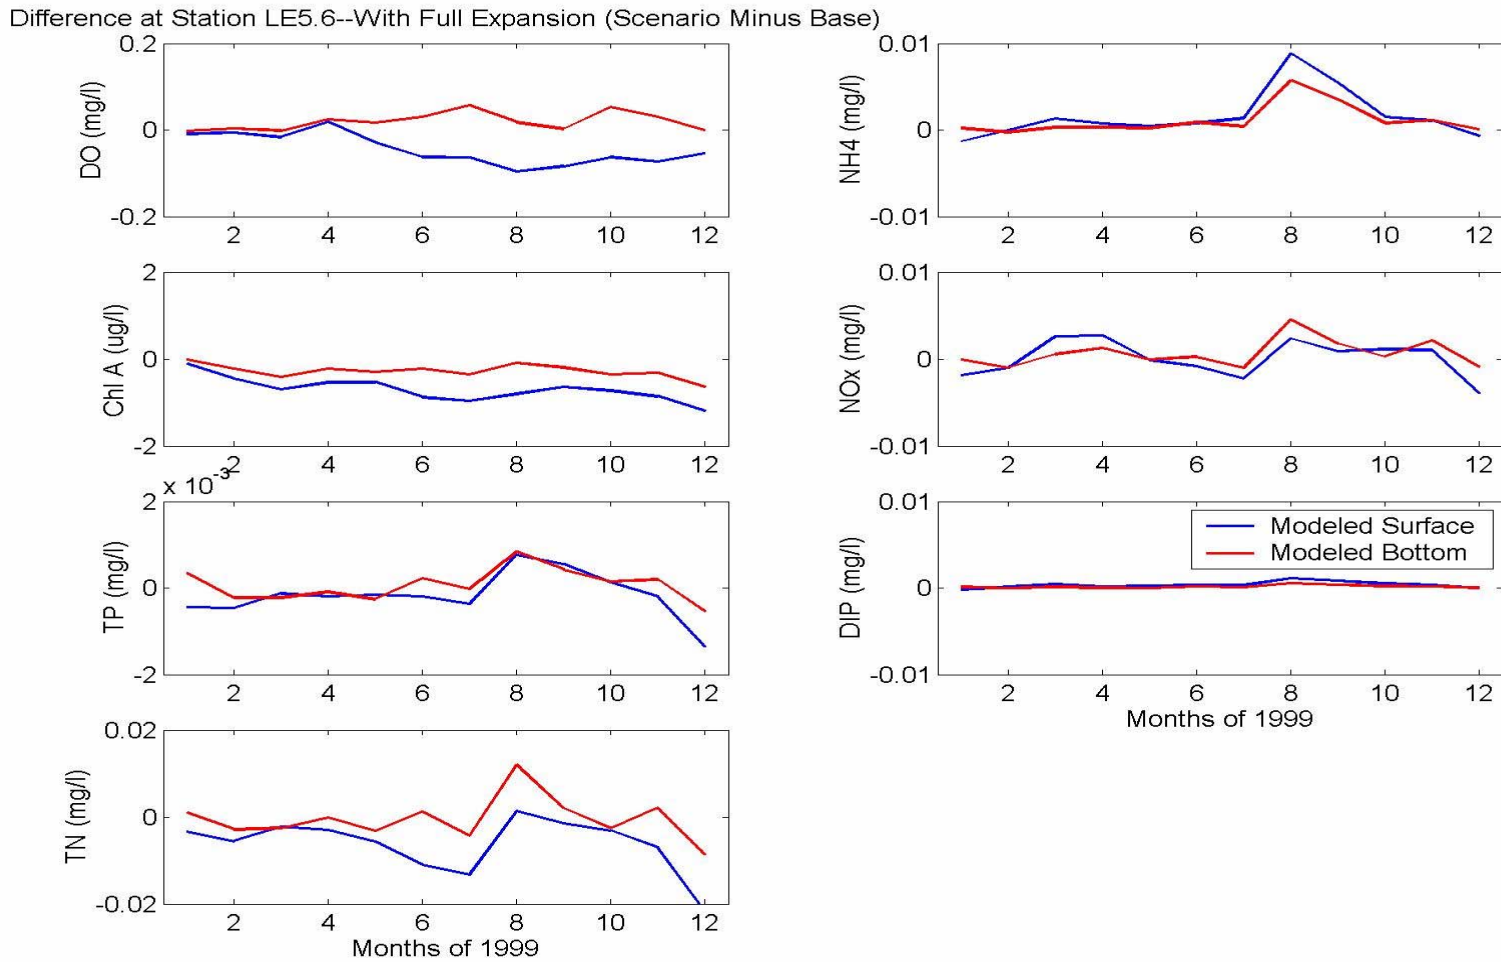 Difference at Station LE5.6--With Full Expansion (Scenario Minus Base)
0.2
0
-0.2
DO (mg/l)
2 4 6 8 10 12
0.01
0
-0.01
NH4 (mg/l)
2 4 6 8 10 12
2
0
-2
Chl A (ug/l)
2 4 6 8 10 12
0.01
0
-0.01
NOx (mg/l)
2 4 6 8 10 12
x 10^-3
2
0
-2
TP (mg/l)
2 4 6 8 10 12
0.01
0
-0.01
DIP (mg/l)
Modeled Surface
Modeled Bottom
2 4 6 8 10 12
Months of 1999
0.02
0
-0.02
TN (mg/l)
2 4 6 8 10 12
Months of 1999